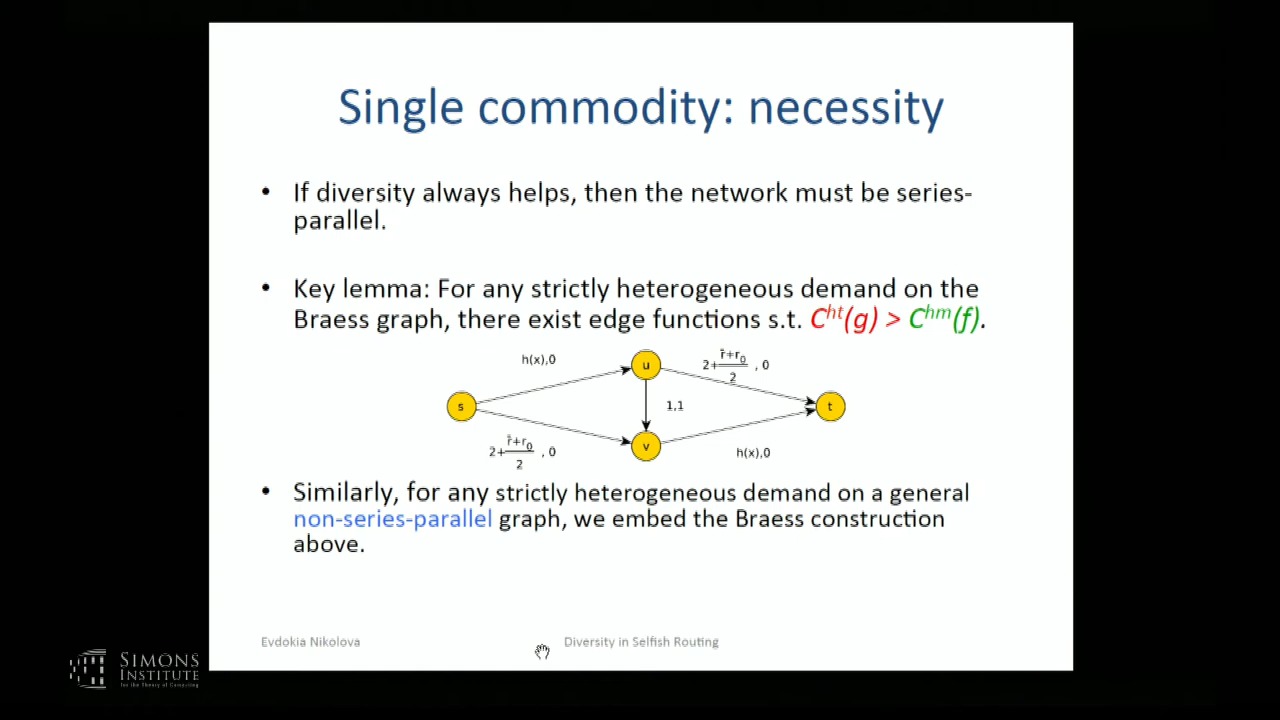 Single commodity: necessity
• If diversity always helps, then the network must be series-
parallel.
• Key lemma: For any strictly heterogeneous demand on the
Braess graph, there exist edge functions s.t. Cʰᵗ(g) > Cʰᵐ(f).
h(x),0
u
2+(r̄+r₀)/2 , 0
s
1,1
t
2+(r̄+r₀)/2 , 0
v
h(x),0
• Similarly, for any strictly heterogeneous demand on a general
non-series-parallel graph, we embed the Braess construction
above.
Evdokia Nikolova
Diversity in Selfish Routing
SIMONS
INSTITUTE
for the Theory of Computing